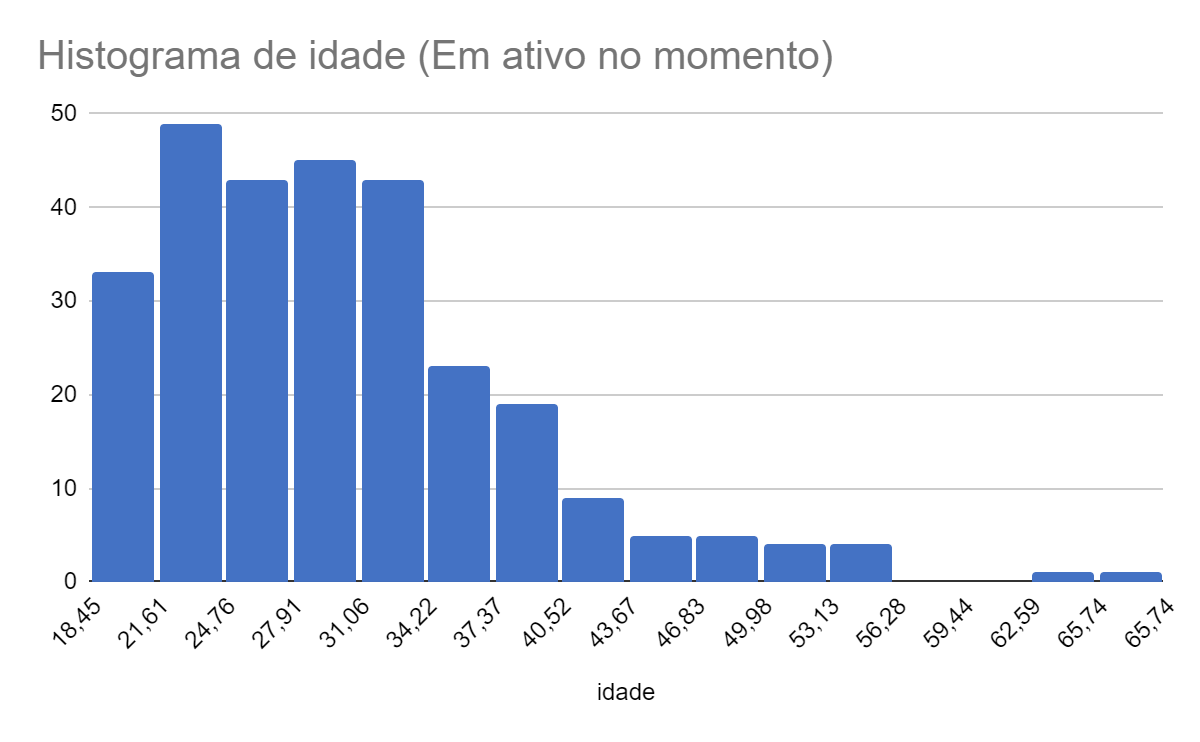 Histograma de idade (Em ativo no momento)
50
40
30
20
10
0
18,45 21,61 24,76 27,91 31,06 34,22 37,37 40,52 43,67 46,83 49,98 53,13 56,28 59,44 62,59 65,74 65,74
idade